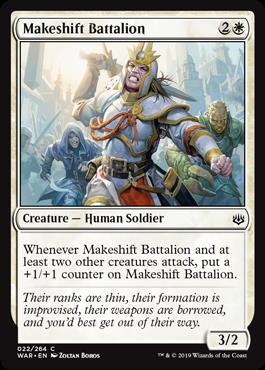 Makeshift Battalion 2
Creature — Human Soldier
Whenever Makeshift Battalion and at
least two other creatures attack, put a
+1/+1 counter on Makeshift Battalion.
Their ranks are thin, their formation is
improvised, their weapons are borrowed,
and you'd best get out of their way.
3/2
022/264 C
WAR • EN Zoltan Boros
™ & © 2019 Wizards of the Coast